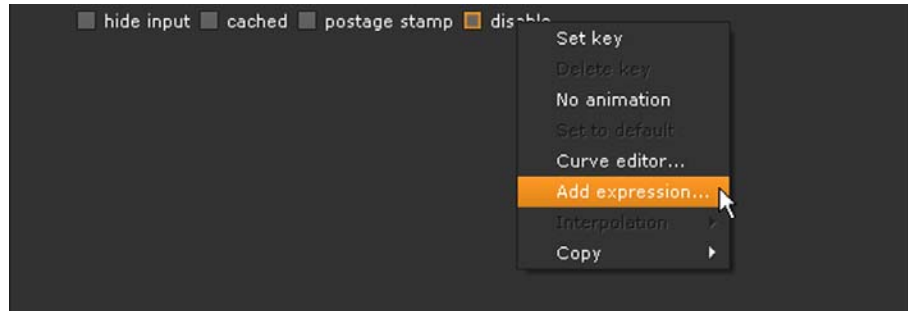 hide input cached postage stamp disable
Set key
Delete key
No animation
Set to default
Curve editor...
Add expression...
Interpolation
Copy